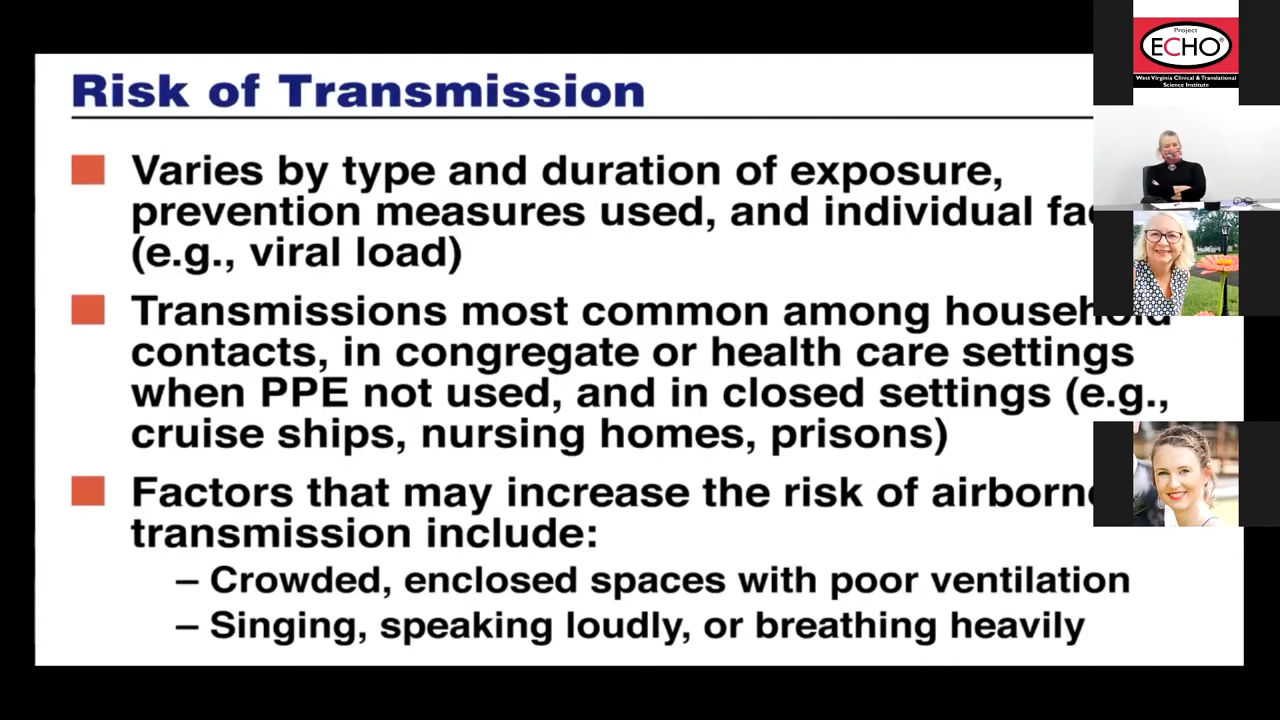 Risk of Transmission
Varies by type and duration of exposure,
prevention measures used, and individual
(e.g., viral load)
Transmissions most common among household
contacts, in congregate or health care settings
when PPE not used, and in closed settings (e.g.,
cruise ships, nursing homes, prisons)
Factors that may increase the risk of airborne
transmission include:
– Crowded, enclosed spaces with poor ventilation
– Singing, speaking loudly, or breathing heavily
Project
ECHO®
West Virginia Clinical & Translational
Science Institute